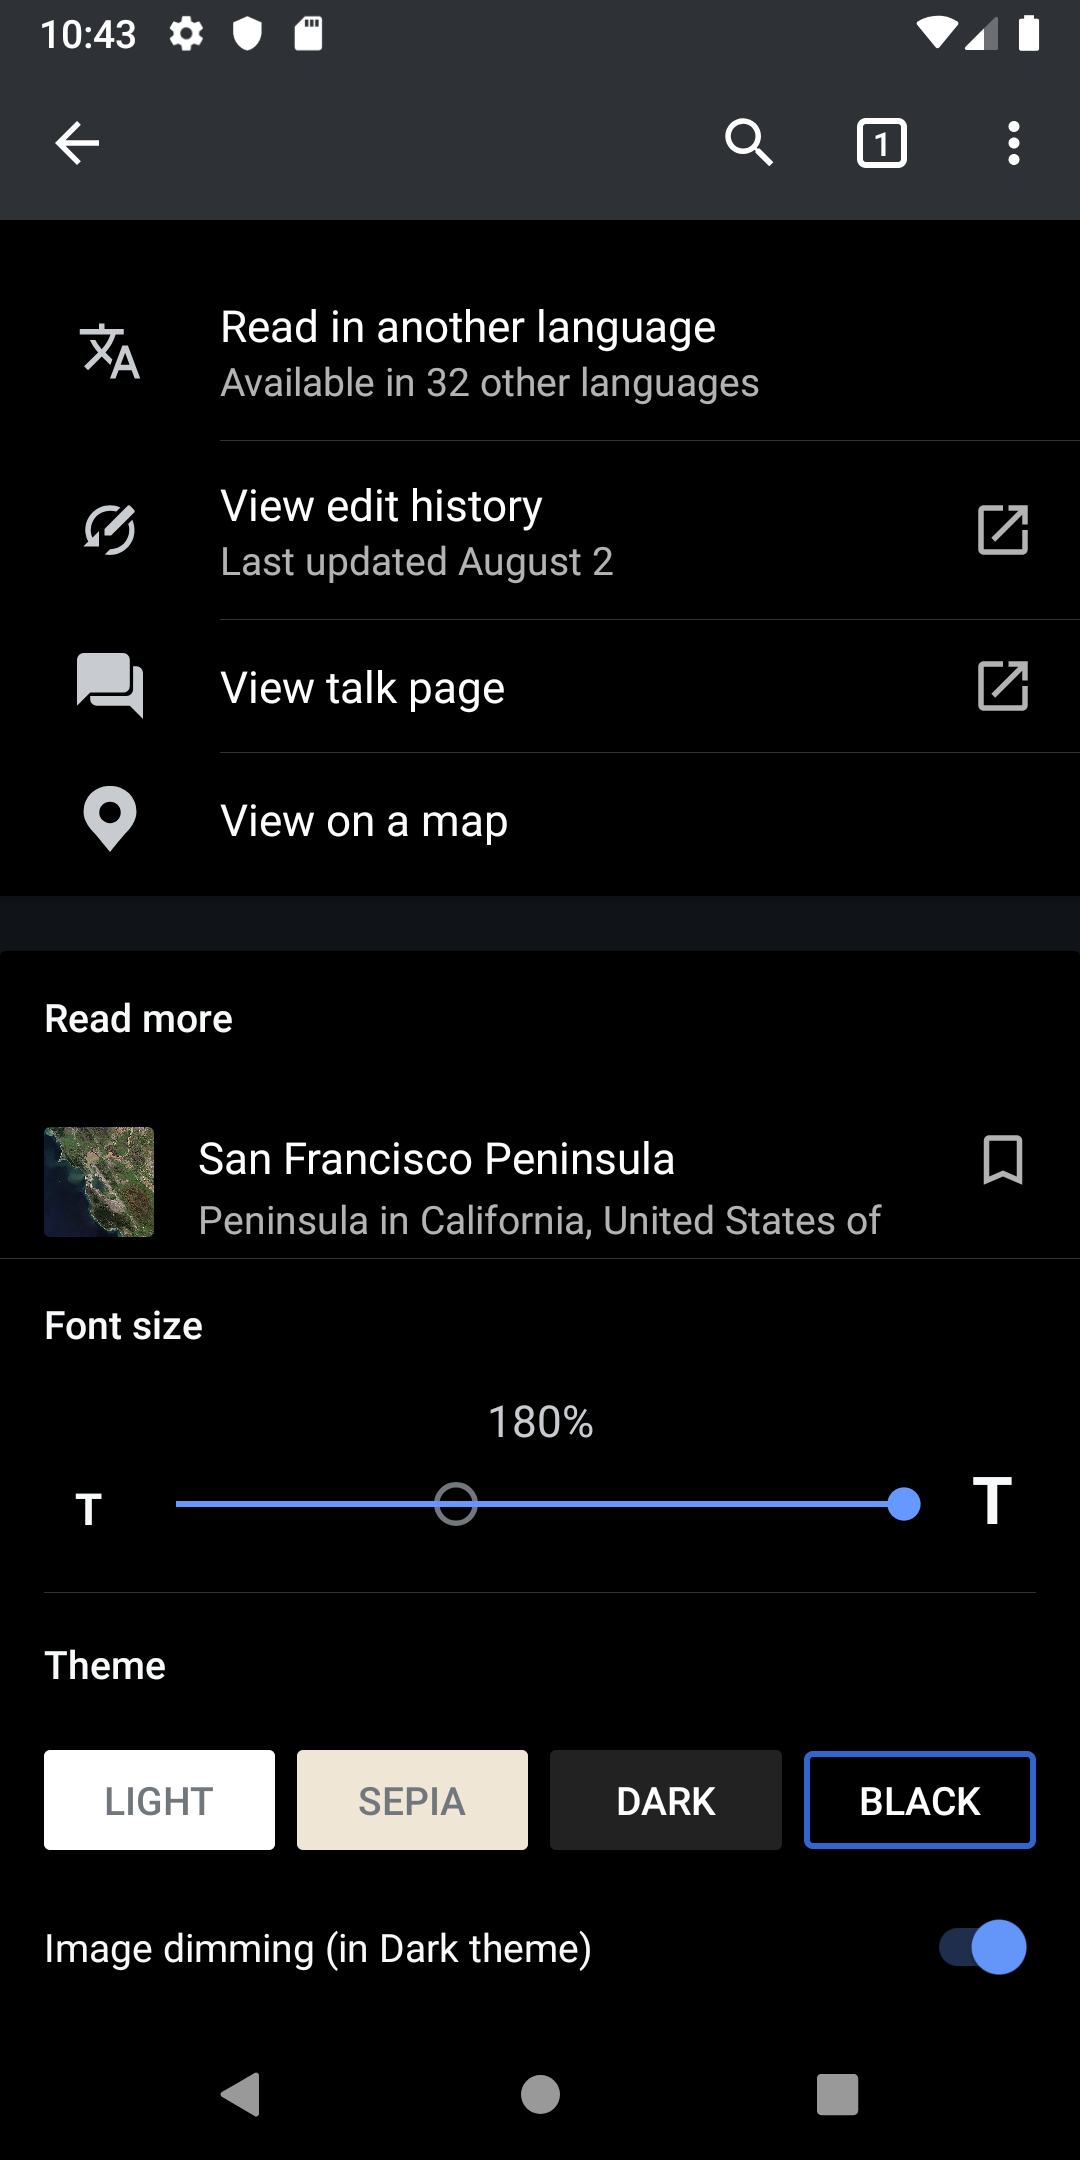 10:43
1
Read in another language
Available in 32 other languages
View edit history
Last updated August 2
View talk page
View on a map
Read more
San Francisco Peninsula
Peninsula in California, United States of
Font size
180%
T
T
Theme
LIGHT
SEPIA
DARK
BLACK
Image dimming (in Dark theme)